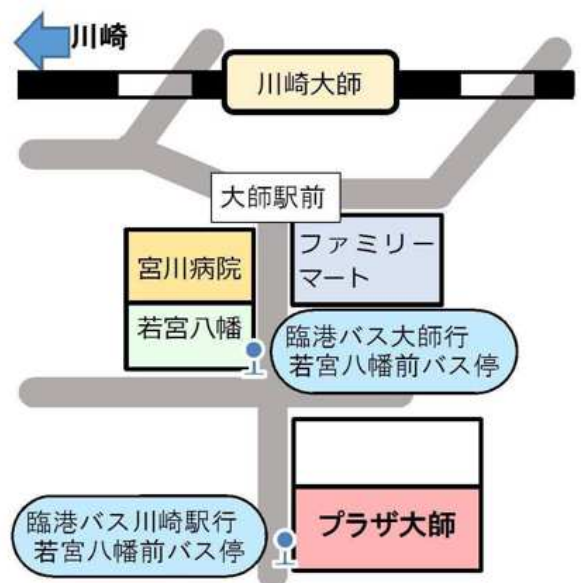 川崎
川崎大師
大師駅前
宮川病院
ファミリー
マート
若宮八幡
臨港バス大師行
若宮八幡前バス停
プラザ大師
臨港バス川崎駅行
若宮八幡前バス停